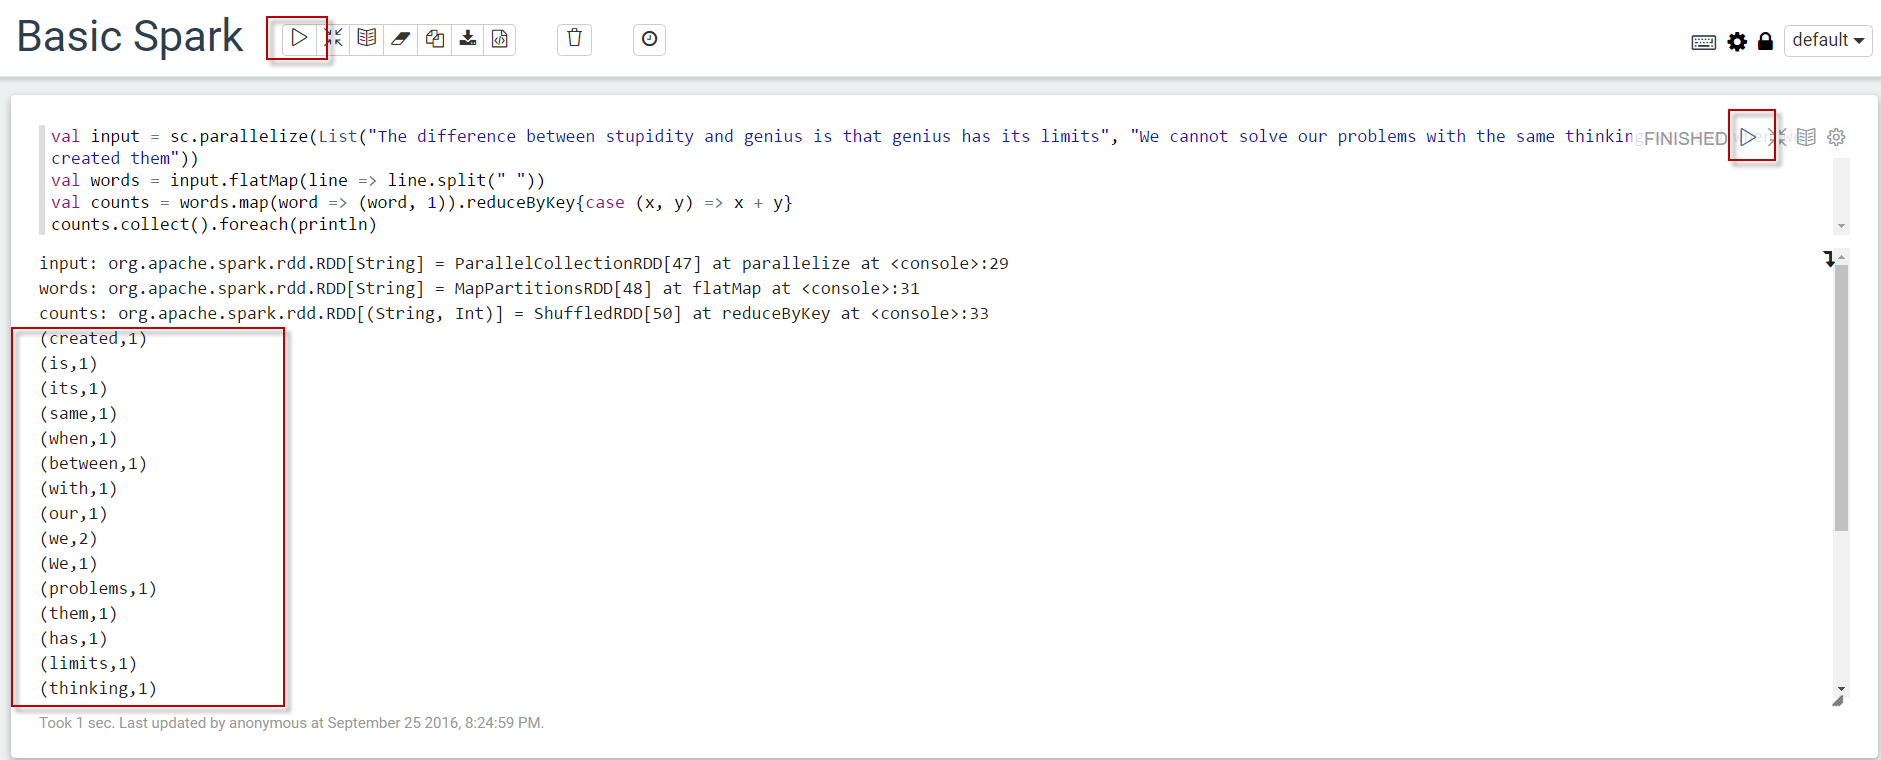 Basic Spark
default
val input = sc.parallelize(List("The difference between stupidity and genius is that genius has its limits", "We cannot solve our problems with the same thinking
FINISHED
created them"))
val words = input.flatMap(line => line.split(" "))
val counts = words.map(word => (word, 1)).reduceByKey{case (x, y) => x + y}
counts.collect().foreach(println)
input: org.apache.spark.rdd.RDD[String] = ParallelCollectionRDD[47] at parallelize at <console>:29
words: org.apache.spark.rdd.RDD[String] = MapPartitionsRDD[48] at flatMap at <console>:31
counts: org.apache.spark.rdd.RDD[(String, Int)] = ShuffledRDD[50] at reduceByKey at <console>:33
(created,1)
(is,1)
(its,1)
(same,1)
(when,1)
(between,1)
(with,1)
(our,1)
(we,2)
(We,1)
(problems,1)
(them,1)
(has,1)
(limits,1)
(thinking,1)
Took 1 sec. Last updated by anonymous at September 25 2016, 8:24:59 PM.